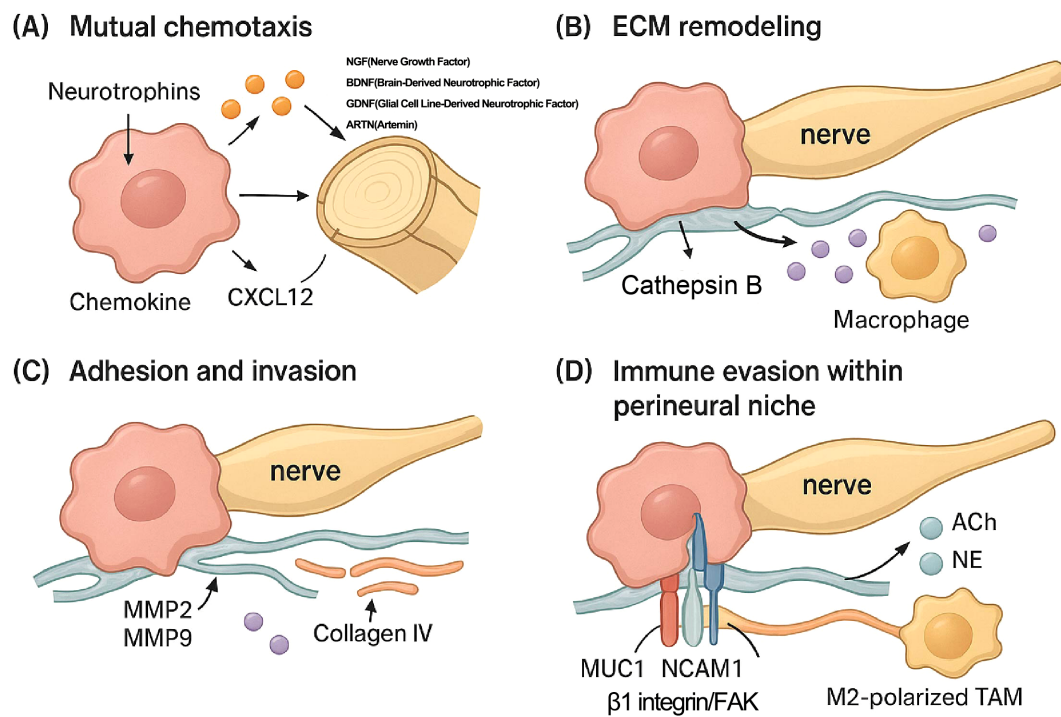 (A) Mutual chemotaxis
Neurotrophins
NGF(Nerve Growth Factor)
BDNF(Brain-Derived Neurotrophic Factor)
GDNF(Glial Cell Line-Derived Neurotrophic Factor)
ARTN(Artemin)
Chemokine
CXCL12
(B) ECM remodeling
nerve
Cathepsin B
Macrophage
(C) Adhesion and invasion
nerve
MMP2
MMP9
Collagen IV
(D) Immune evasion within
perineural niche
nerve
ACh
NE
MUC1 NCAM1
β1 integrin/FAK
M2-polarized TAM